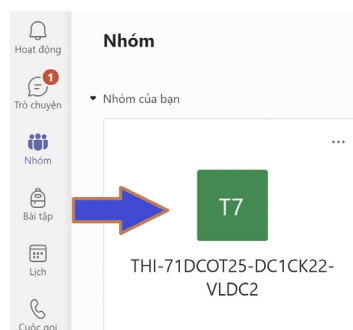 Hoạt động
Nhóm
1
Trò chuyện
Nhóm của bạn
Nhóm
...
Bài tập
T7
Lịch
THI-71DCOT25-DC1CK22-
VLDC2
Cuộc gọi